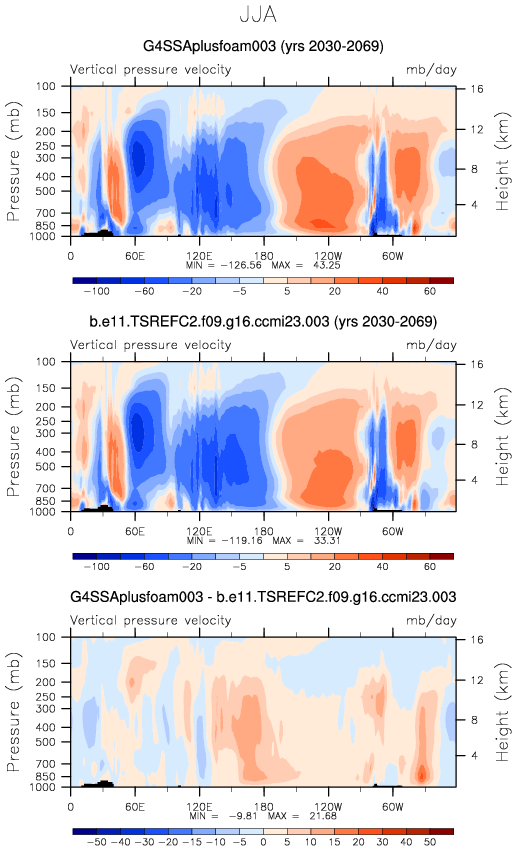 JJA
G4SSAplusfoam003 (yrs 2030-2069)
Vertical pressure velocity mb/day
Pressure (mb)
Height (km)
100 150 200 250 300 400 500 700 850 1000
16 12 8 4
0 60E 120E 180 120W 60W
MIN = -126.56 MAX = 43.25
-100 -60 -20 -5 5 20 40 60
b.e11.TSREFC2.f09.g16.ccmi23.003 (yrs 2030-2069)
Vertical pressure velocity mb/day
Pressure (mb)
Height (km)
100 150 200 250 300 400 500 700 850 1000
16 12 8 4
0 60E 120E 180 120W 60W
MIN = -119.16 MAX = 33.31
-100 -60 -20 -5 5 20 40 60
G4SSAplusfoam003 - b.e11.TSREFC2.f09.g16.ccmi23.003
Vertical pressure velocity mb/day
Pressure (mb)
Height (km)
100 150 200 250 300 400 500 700 850 1000
16 12 8 4
0 60E 120E 180 120W 60W
MIN = -9.81 MAX = 21.68
-50 -40 -30 -20 -15 -10 -5 0 5 10 15 20 30 40 50